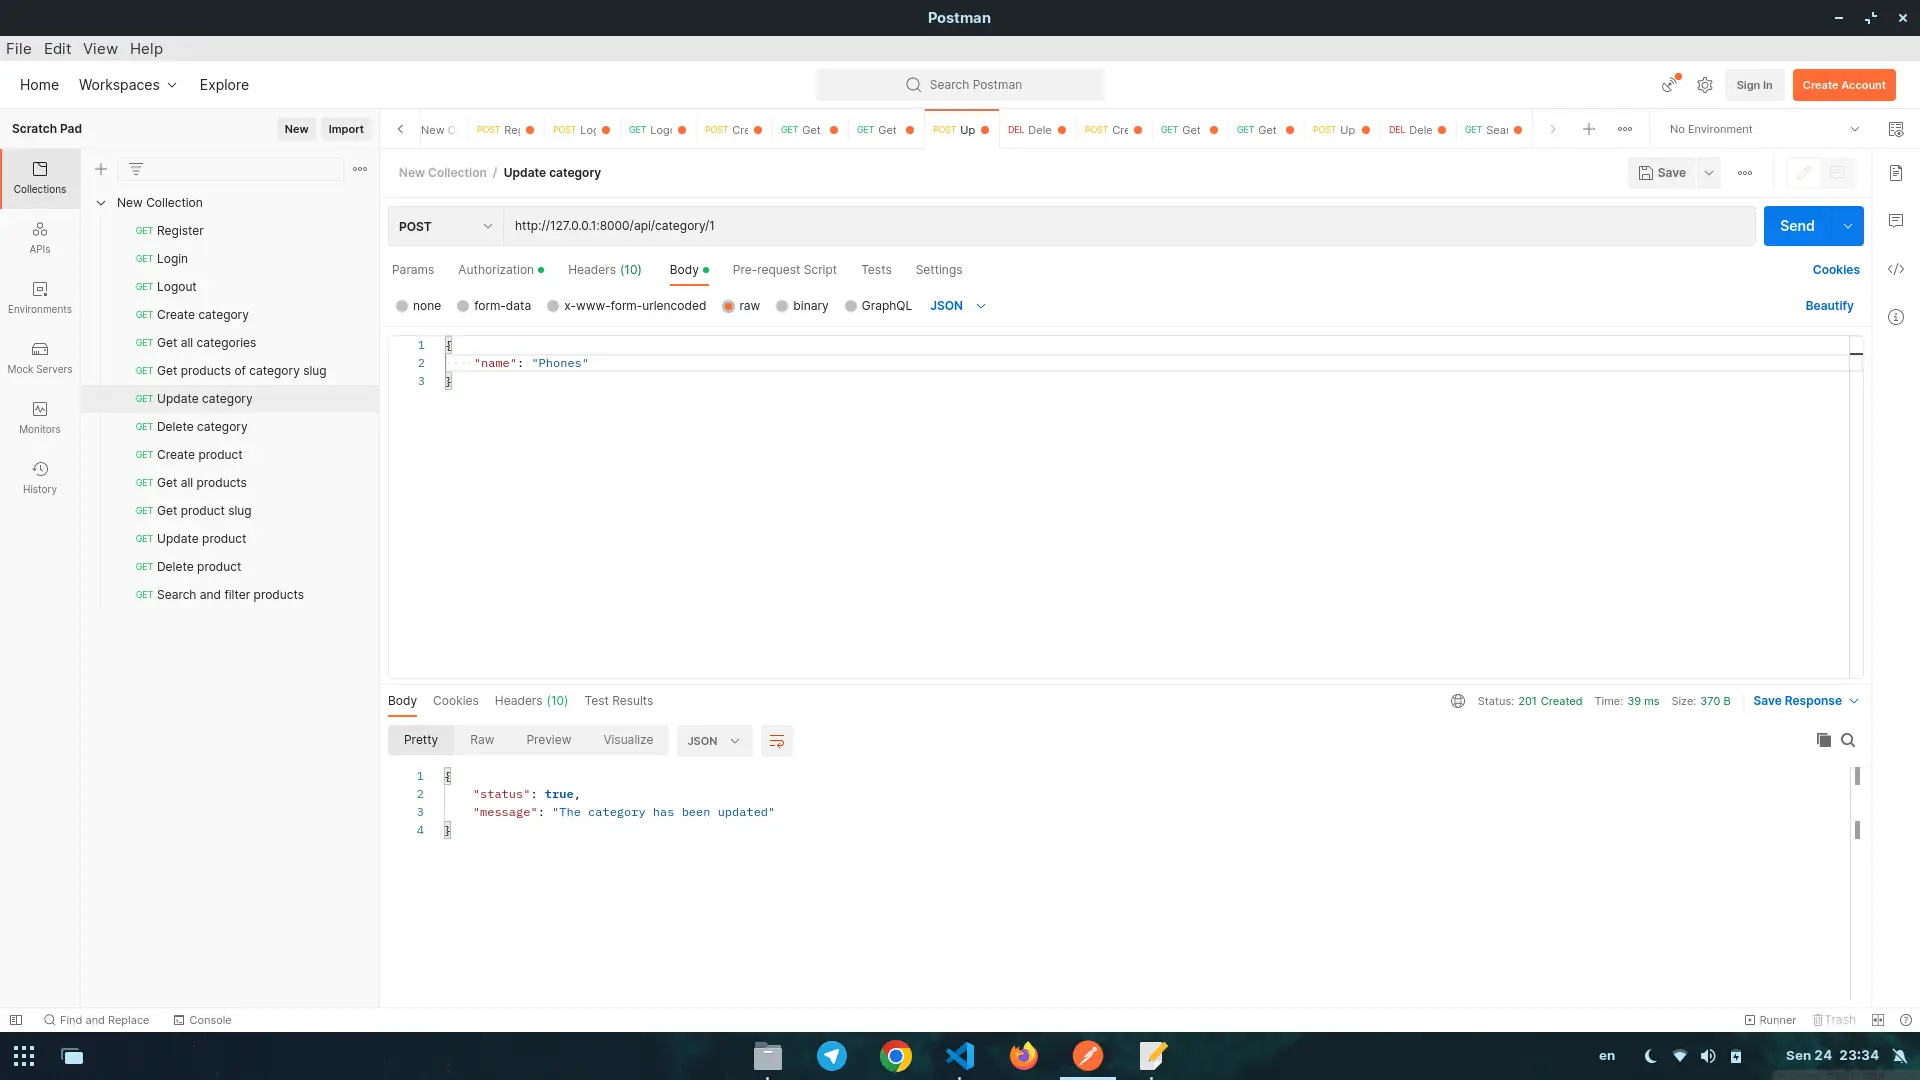 Postman
File Edit View Help
Home Workspaces Explore
Search Postman
Sign In
Create Account
Scratch Pad
New
Import
New C
POST Reg
POST Log
GET Logo
POST Cre
GET Get
GET Get
POST Up
DEL Dele
POST Cre
GET Get
GET Get
POST Up
DEL Dele
GET Sear
No Environment
Collections
APIs
Environments
Mock Servers
Monitors
History
New Collection
GET Register
GET Login
GET Logout
GET Create category
GET Get all categories
GET Get products of category slug
GET Update category
GET Delete category
GET Create product
GET Get all products
GET Get product slug
GET Update product
GET Delete product
GET Search and filter products
New Collection / Update category
Save
POST
http://127.0.0.1:8000/api/category/1
Send
Params Authorization Headers (10) Body Pre-request Script Tests Settings
Cookies
none form-data x-www-form-urlencoded raw binary GraphQL JSON
Beautify
1 {
2 "name": "Phones"
3 }
Body Cookies Headers (10) Test Results
Status: 201 Created Time: 39 ms Size: 370 B
Save Response
Pretty Raw Preview Visualize JSON
1 {
2 "status": true,
3 "message": "The category has been updated"
4 }
Find and Replace
Console
Runner
Trash
en
Sen 24 23:34